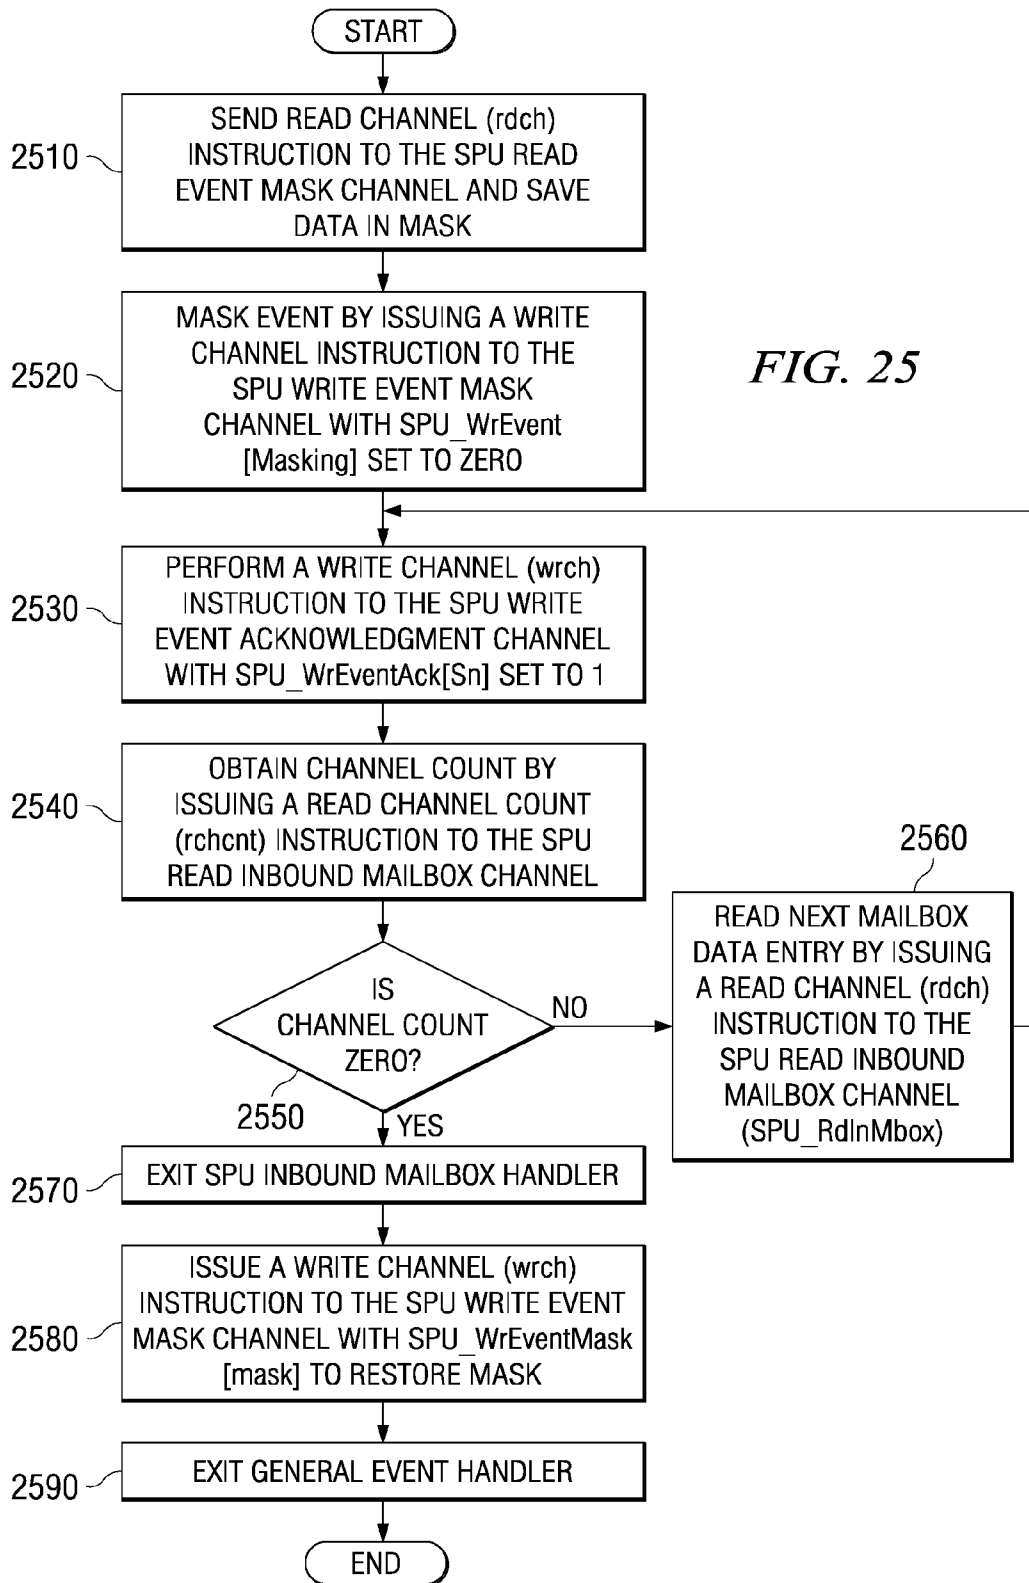 START
2510
SEND READ CHANNEL (rdch)
INSTRUCTION TO THE SPU READ
EVENT MASK CHANNEL AND SAVE
DATA IN MASK
2520
MASK EVENT BY ISSUING A WRITE
CHANNEL INSTRUCTION TO THE
SPU WRITE EVENT MASK
CHANNEL WITH SPU_WrEvent
[Masking] SET TO ZERO
FIG. 25
2530
PERFORM A WRITE CHANNEL (wrch)
INSTRUCTION TO THE SPU WRITE
EVENT ACKNOWLEDGMENT CHANNEL
WITH SPU_WrEventAck[Sn] SET TO 1
2540
OBTAIN CHANNEL COUNT BY
ISSUING A READ CHANNEL COUNT
(rchcnt) INSTRUCTION TO THE SPU
READ INBOUND MAILBOX CHANNEL
IS
CHANNEL COUNT
ZERO?
2550
NO
YES
2560
READ NEXT MAILBOX
DATA ENTRY BY ISSUING
A READ CHANNEL (rdch)
INSTRUCTION TO THE
SPU READ INBOUND
MAILBOX CHANNEL
(SPU_RdInMbox)
2570
EXIT SPU INBOUND MAILBOX HANDLER
2580
ISSUE A WRITE CHANNEL (wrch)
INSTRUCTION TO THE SPU WRITE EVENT
MASK CHANNEL WITH SPU_WrEventMask
[mask] TO RESTORE MASK
2590
EXIT GENERAL EVENT HANDLER
END